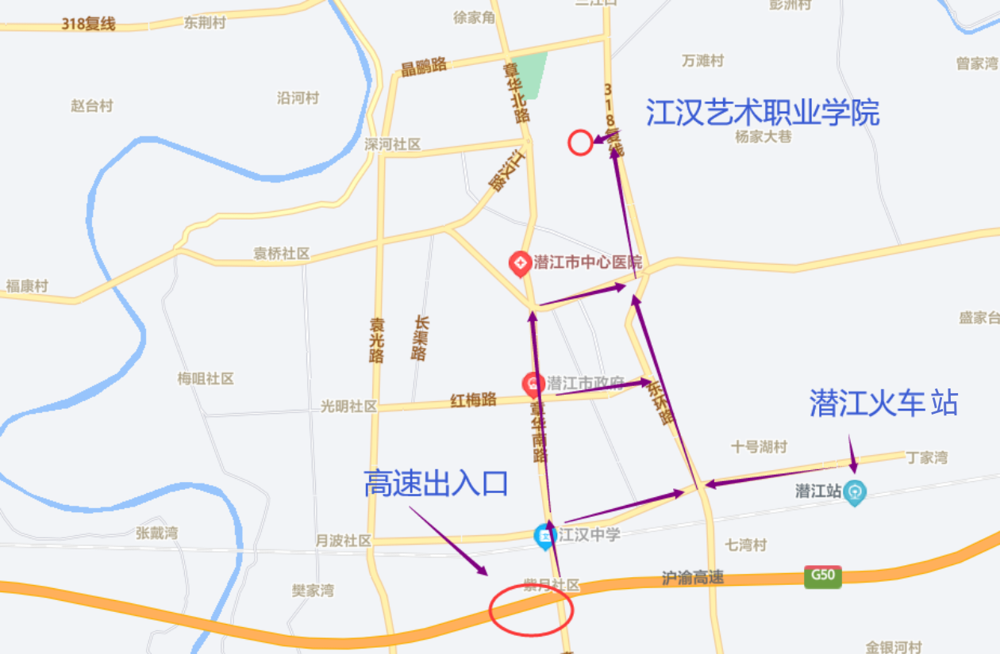 三江口
彭洲村
徐家角
318复线
东荆村
万滩村
曾家湾
晶鹏路
章华北路
318复线
沿河村
赵台村
江汉艺术职业学院
杨家大巷
深河社区
江汉路
袁桥社区
潜江市中心医院
福康村
盛家台
袁光路
长渠路
梅咀社区
潜江市政府
光明社区
红梅路
章华南路
东环路
潜江火车站
十号湖村
丁家湾
高速出入口
潜江站
张戴湾
月波社区
江汉中学
七湾村
紫月社区
沪渝高速
G50
樊家湾
金银河村